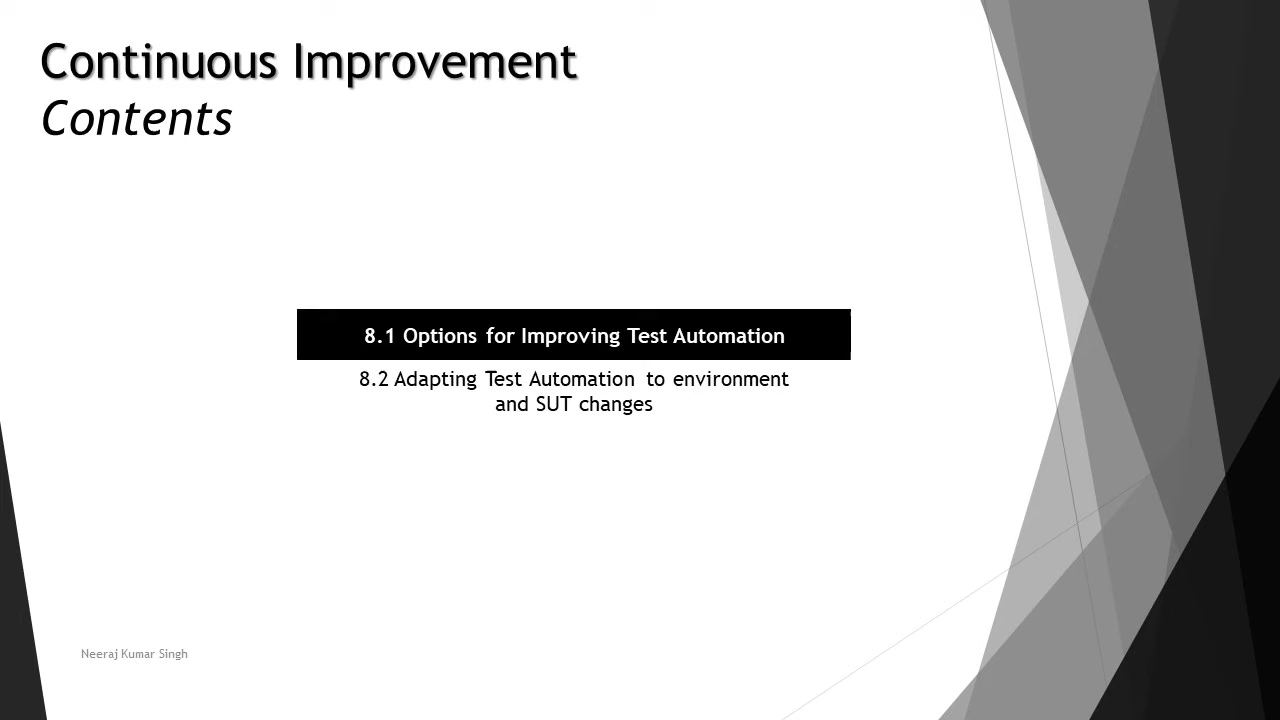 Continuous Improvement
Contents
8.1 Options for Improving Test Automation
8.2 Adapting Test Automation to environment
and SUT changes
Neeraj Kumar Singh